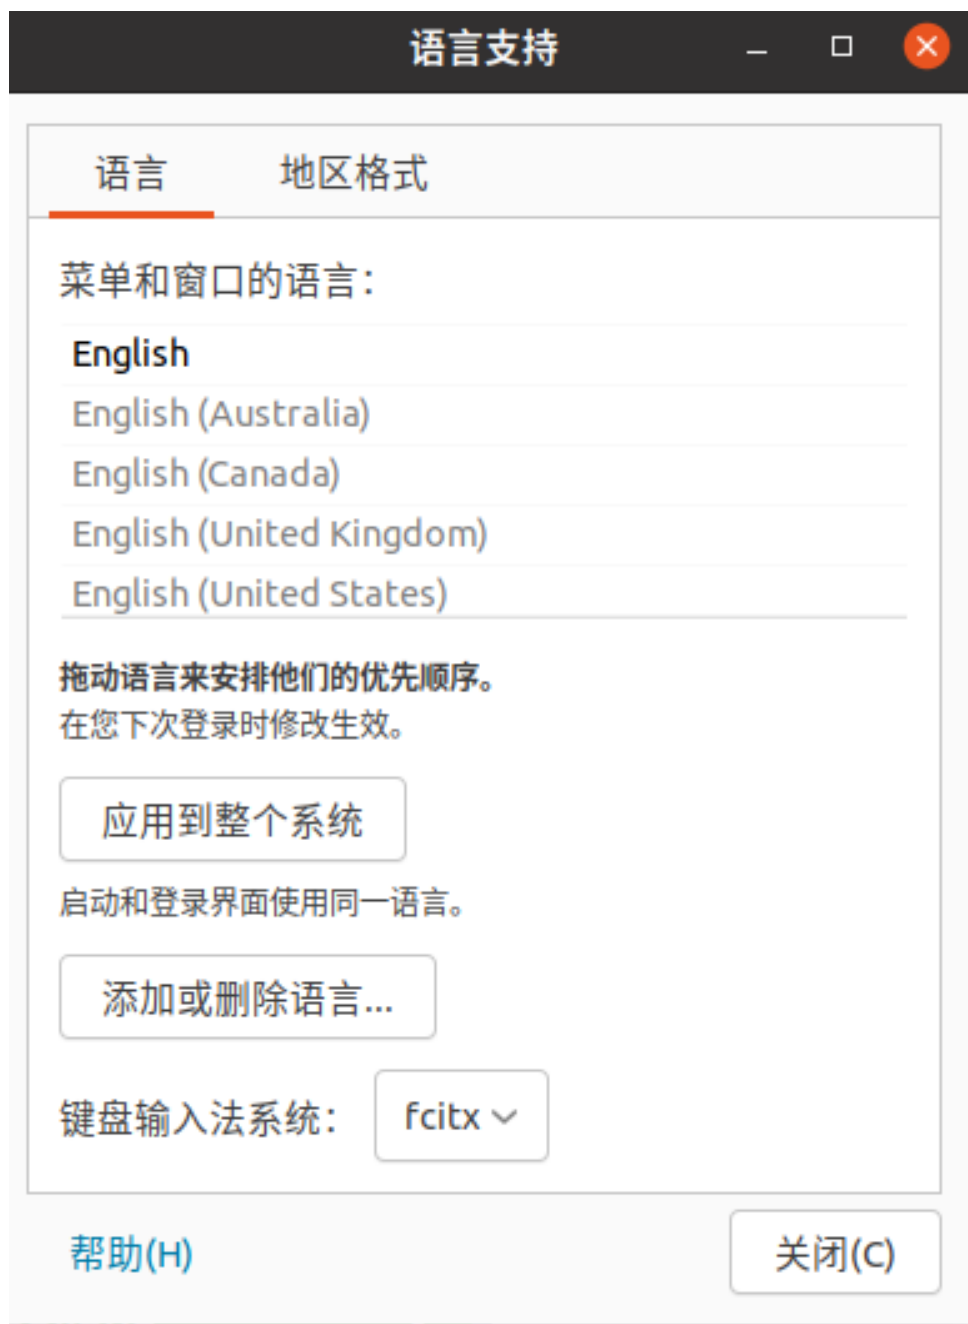 语言支持
语言 地区格式
菜单和窗口的语言：
English
English (Australia)
English (Canada)
English (United Kingdom)
English (United States)
拖动语言来安排他们的优先顺序。
在您下次登录时修改生效。
应用到整个系统
启动和登录界面使用同一语言。
添加或删除语言...
键盘输入法系统： fcitx
帮助(H) 关闭(C)